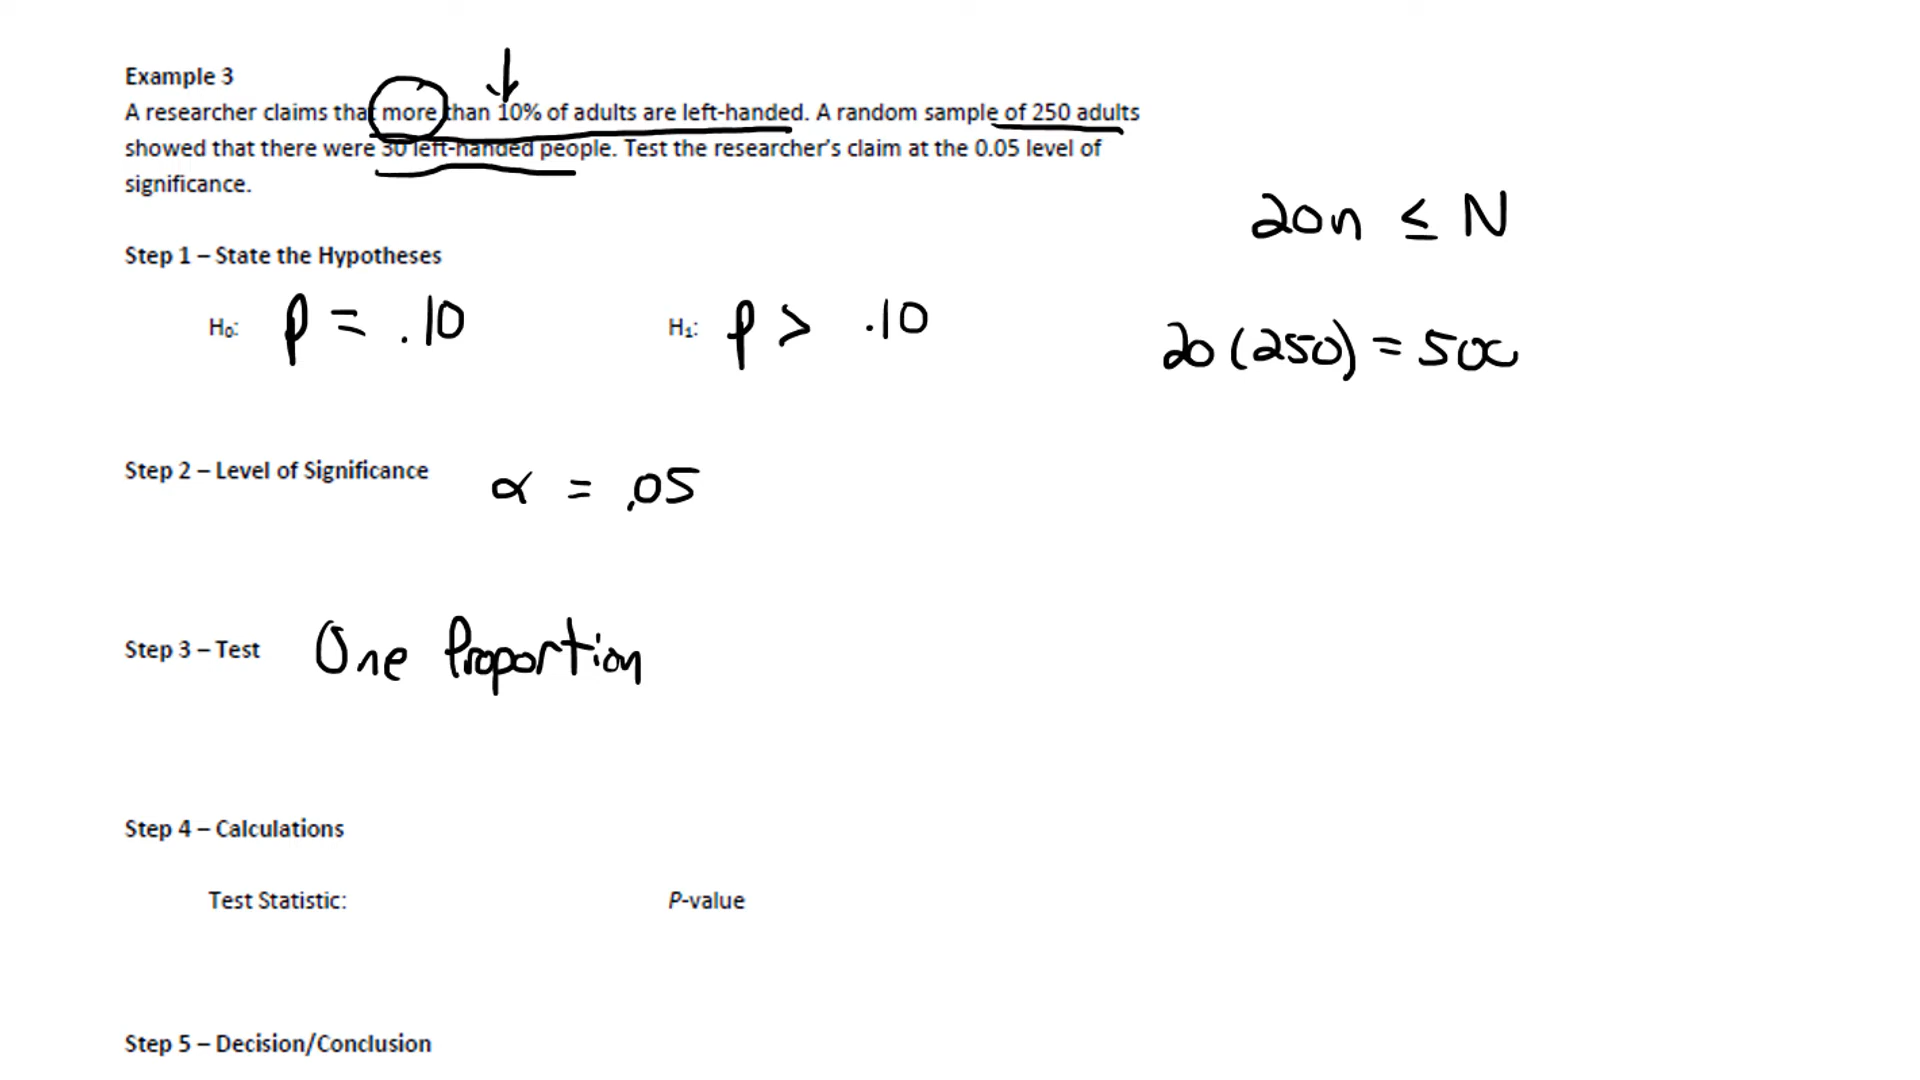 Example 3
A researcher claims that more than 10% of adults are left-handed. A random sample of 250 adults
showed that there were 30 left-handed people. Test the researcher's claim at the 0.05 level of
significance.
20n ≤ N
Step 1 – State the Hypotheses
H₀: p = .10 H₁: p > .10
20(250) = 500
Step 2 – Level of Significance α = .05
Step 3 – Test One Proportion
Step 4 – Calculations
Test Statistic: P-value
Step 5 – Decision/Conclusion